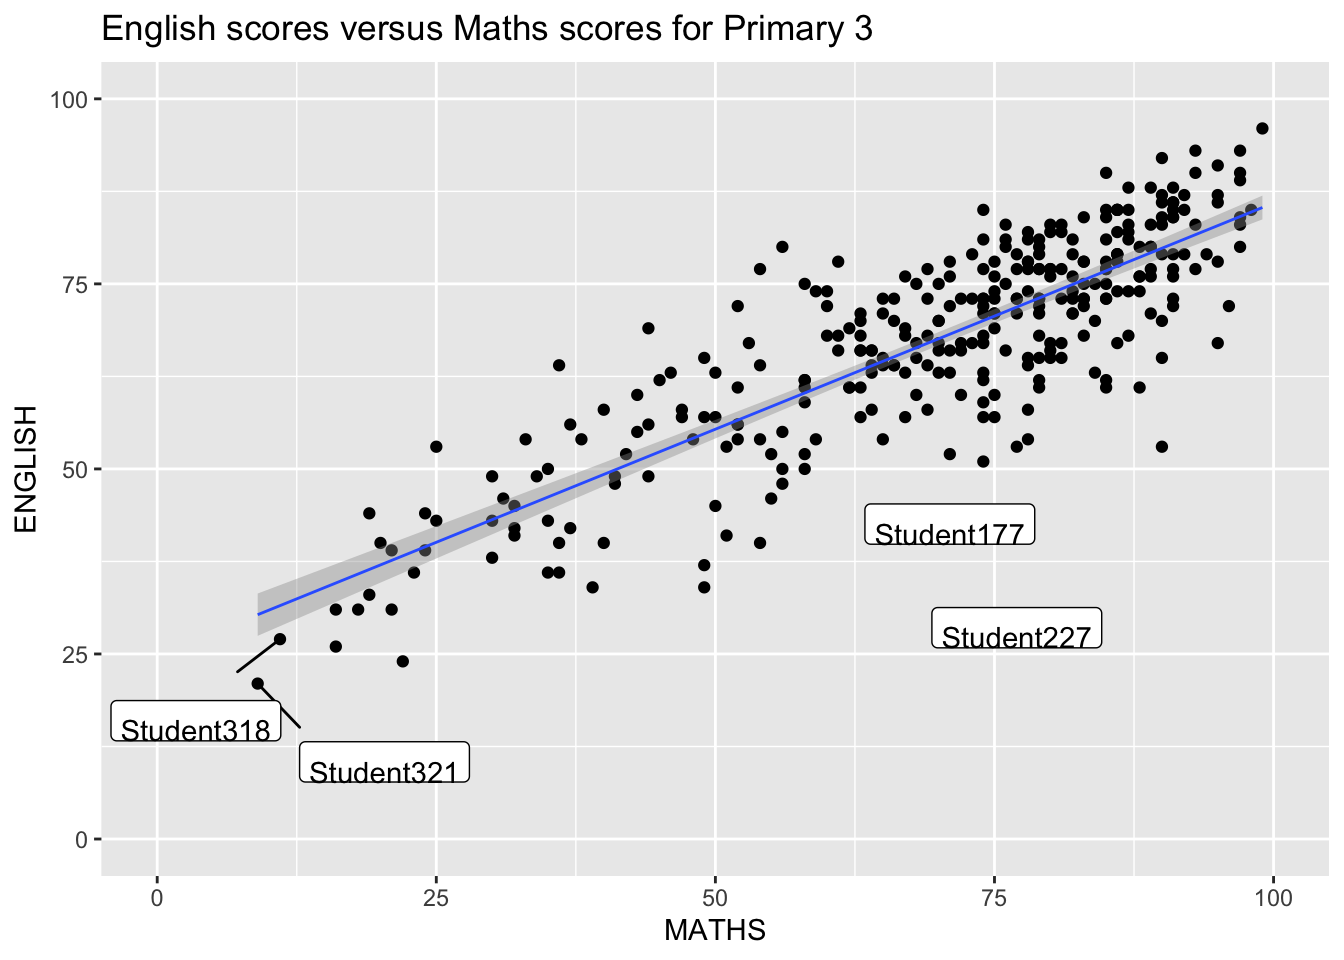 English scores versus Maths scores for Primary 3
100
75
50
25
0
ENGLISH
Student177
Student227
Student318
Student321
0
25
50
75
100
MATHS